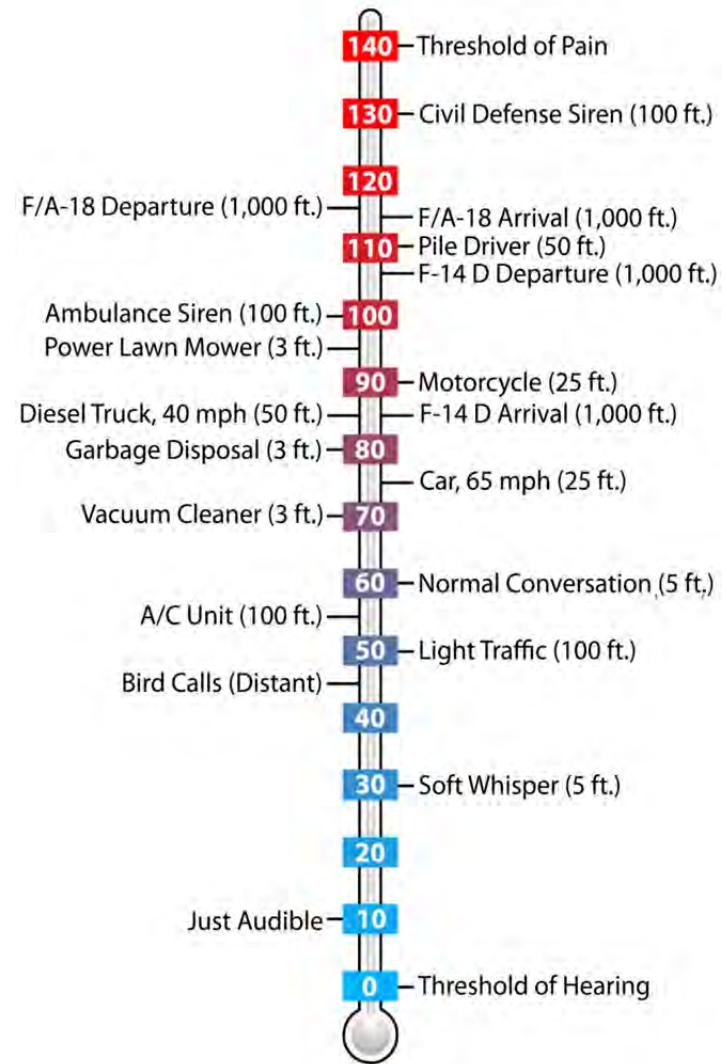 140 Threshold of Pain
130 Civil Defense Siren (100 ft.)
120
F/A-18 Departure (1,000 ft.)
F/A-18 Arrival (1,000 ft.)
110 Pile Driver (50 ft.)
F-14 D Departure (1,000 ft.)
Ambulance Siren (100 ft.) 100
Power Lawn Mower (3 ft.)
90 Motorcycle (25 ft.)
Diesel Truck, 40 mph (50 ft.) F-14 D Arrival (1,000 ft.)
Garbage Disposal (3 ft.) 80
Car, 65 mph (25 ft.)
Vacuum Cleaner (3 ft.) 70
60 Normal Conversation (5 ft.)
A/C Unit (100 ft.)
50 Light Traffic (100 ft.)
Bird Calls (Distant)
40
30 Soft Whisper (5 ft.)
20
Just Audible 10
0 Threshold of Hearing